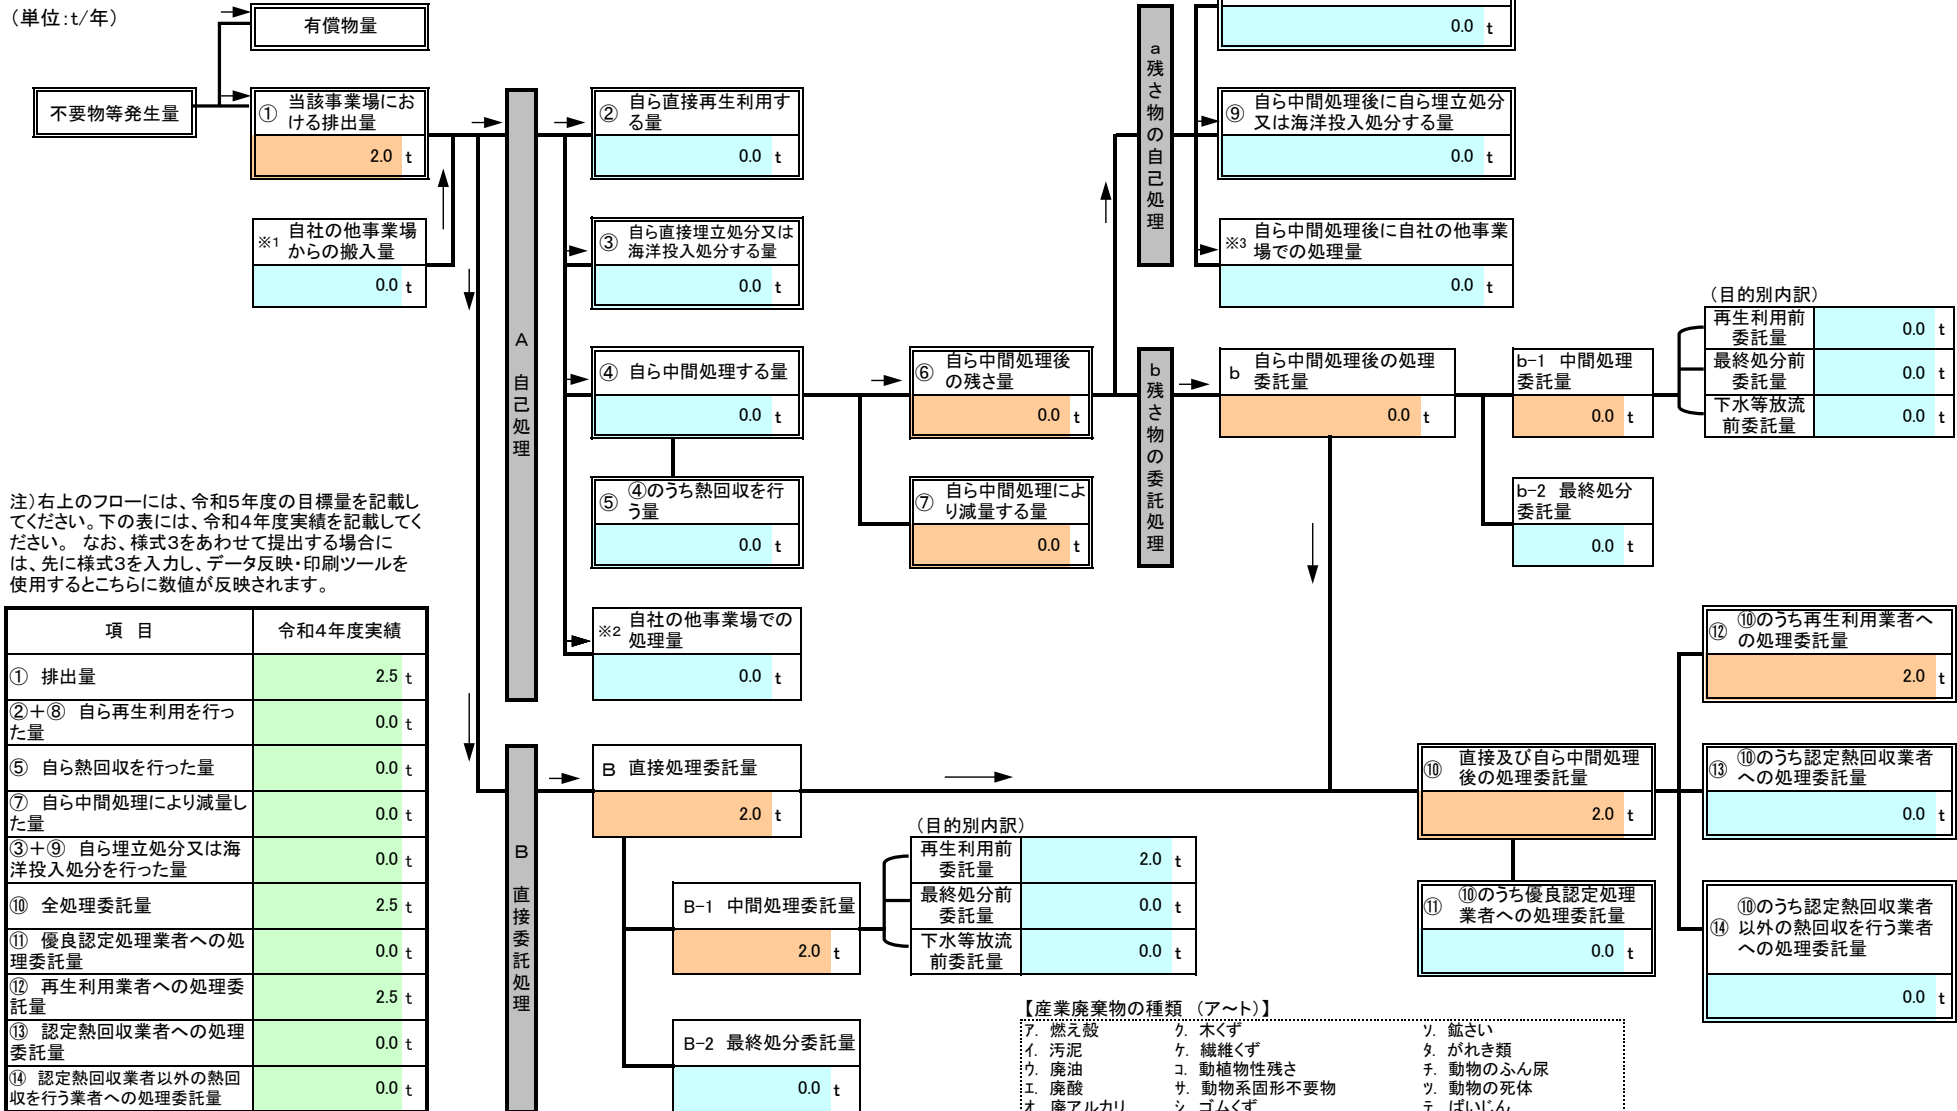 (単位:t/年)
有償物量
不要物等発生量
① 当該事業場にお
ける排出量
2.0 t
※1 自社の他事業場
からの搬入量
0.0 t
A 自己処理
② 自ら直接再生利用す
る量
0.0 t
③ 自ら直接埋立処分又は
海洋投入処分する量
0.0 t
④ 自ら中間処理する量
0.0 t
⑤ ④のうち熱回収を行
う量
0.0 t
※2 自社の他事業場での
処理量
0.0 t
⑥ 自ら中間処理後
の残さ量
0.0 t
⑦ 自ら中間処理によ
り減量する量
0.0 t
a 残さ物の自己処理
0.0 t
⑨ 自ら中間処理後に自ら埋立処分
又は海洋投入処分する量
0.0 t
※3 自ら中間処理後に自社の他事業
場での処理量
0.0 t
b 残さ物の委託処理
b 自ら中間処理後の処理
委託量
0.0 t
b-1 中間処理
委託量
0.0 t
(目的別内訳)
再生利用前
委託量
0.0 t
最終処分前
委託量
0.0 t
下水等放流
前委託量
0.0 t
b-2 最終処分
委託量
0.0 t
注)右上のフローには、令和5年度の目標量を記載し
てください。下の表には、令和4年度実績を記載してく
ださい。 なお、様式3をあわせて提出する場合に
は、先に様式3を入力し、データ反映・印刷ツールを
使用するとこちらに数値が反映されます。
項 目 令和4年度実績
① 排出量 2.5 t
②+⑧ 自ら再生利用を行っ
た量
0.0 t
⑤ 自ら熱回収を行った量 0.0 t
⑦ 自ら中間処理により減量し
た量
0.0 t
③+⑨ 自ら埋立処分又は海
洋投入処分を行った量
0.0 t
⑩ 全処理委託量 2.5 t
⑪ 優良認定処理業者への処
理委託量
0.0 t
⑫ 再生利用業者への処理委
託量
2.5 t
⑬ 認定熱回収業者への処理
委託量
0.0 t
⑭ 認定熱回収業者以外の熱回
収を行う業者への処理委託量
0.0 t
B 直接委託処理
B 直接処理委託量
2.0 t
B-1 中間処理委託量
2.0 t
(目的別内訳)
再生利用前
委託量
2.0 t
最終処分前
委託量
0.0 t
下水等放流
前委託量
0.0 t
B-2 最終処分委託量
0.0 t
⑩ 直接及び自ら中間処理
後の処理委託量
2.0 t
⑪ ⑩のうち優良認定処理
業者への処理委託量
0.0 t
⑫ ⑩のうち再生利用業者へ
の処理委託量
2.0 t
⑬ ⑩のうち認定熱回収業者
への処理委託量
0.0 t
⑭ ⑩のうち認定熱回収業者
以外の熱回収を行う業者
への処理委託量
0.0 t
【産業廃棄物の種類 (ア~ト)】
ア. 燃え殻 ク. 木くず ソ. 鉱さい
イ. 汚泥 ケ. 繊維くず タ. がれき類
ウ. 廃油 コ. 動植物性残さ チ. 動物のふん尿
エ. 廃酸 サ. 動物系固形不要物 ツ. 動物の死体
オ. 廃アルカリ シ. ゴムくず テ. ばいじん